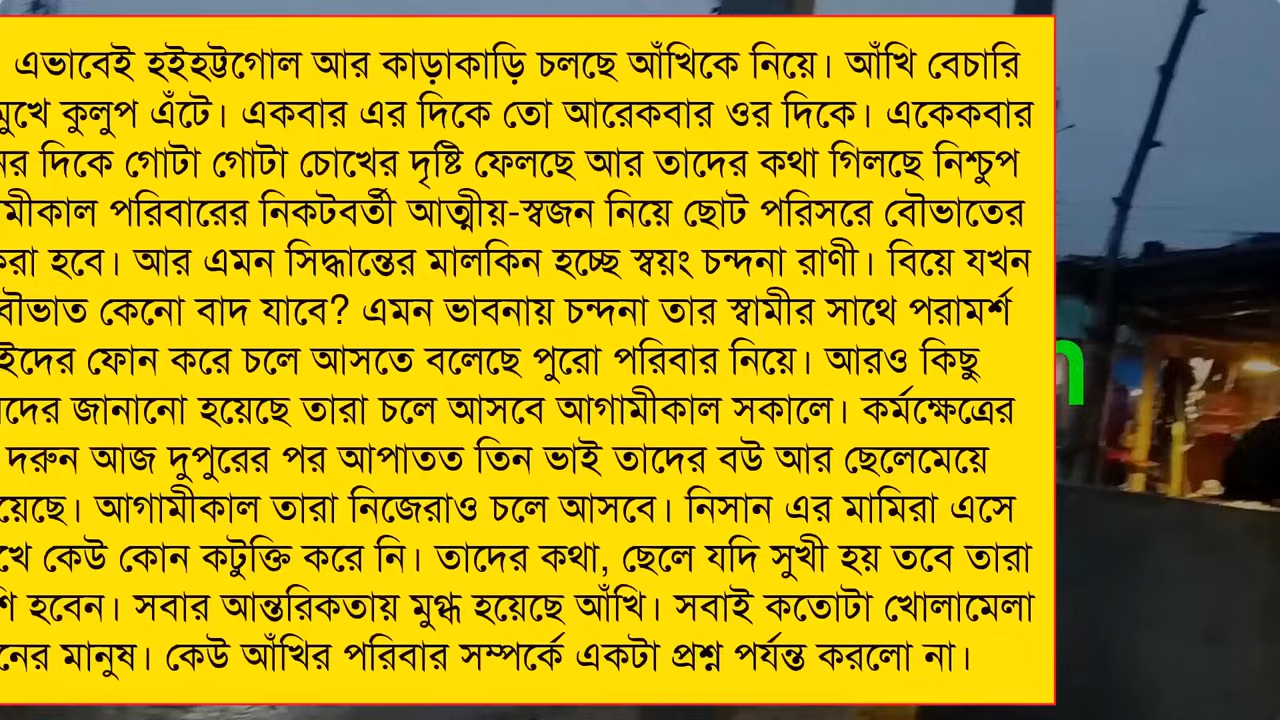 এভাবেই হইহট্টগোল আর কাড়াকাড়ি চলছে আঁখিকে নিয়ে। আঁখি বেচারি
মুখে কুলুপ এঁটে। একবার এর দিকে তো আরেকবার ওর দিকে। একেকবার
দিকে গোটা গোটা চোখের দৃষ্টি ফেলছে আর তাদের কথা গিলছে নিশ্চুপ
পরিবারের নিকটবর্তী আত্মীয়-স্বজন নিয়ে ছোট পরিসরে বৌভাতের
হবে। আর এমন সিদ্ধান্তের মালকিন হচ্ছে স্বয়ং চন্দনা রাণী। বিয়ে যখন
বৌভাত কেনো বাদ যাবে? এমন ভাবনায় চন্দনা তার স্বামীর সাথে পরামর্শ
ফোন করে চলে আসতে বলেছে পুরো পরিবার নিয়ে। আরও কিছু
জানানো হয়েছে তারা চলে আসবে আগামীকাল সকালে। কর্মক্ষেত্রের
দরুন আজ দুপুরের পর আপাতত তিন ভাই তাদের বউ আর ছেলেমেয়ে
আগামীকাল তারা নিজেরাও চলে আসবে। নিসান এর মামিরা এসে
কেউ কোন কটুক্তি করে নি। তাদের কথা, ছেলে যদি সুখী হয় তবে তারা
হবেন। সবার আন্তরিকতায় মুগ্ধ হয়েছে আঁখি। সবাই কতোটা খোলামেলা
মানুষ। কেউ আঁখির পরিবার সম্পর্কে একটা প্রশ্ন পর্যন্ত করলো না।